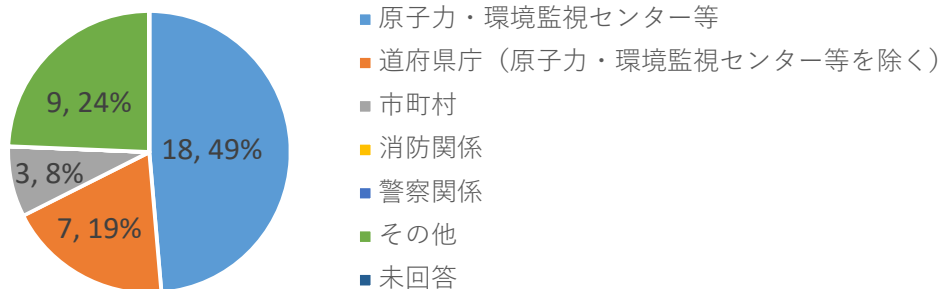 原子力・環境監視センター等
道府県庁（原子力・環境監視センター等を除く）
市町村
消防関係
警察関係
その他
未回答
9, 24%
18, 49%
3, 8%
7, 19%